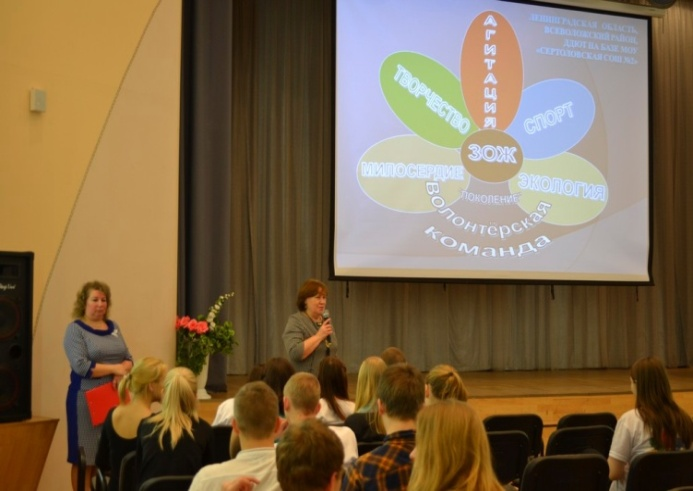 ЛЕНИНГРАДСКАЯ ОБЛАСТЬ,
ВСЕВОЛОЖСКИЙ РАЙОН,
ДДЮТ НА БАЗЕ МОУ
«СЕРТОЛОВСКАЯ СОШ №2»
АГИТАЦИЯ
ТВОРЧЕСТВО
СПОРТ
ЗОЖ
МИЛОСЕРДИЕ
ЭКОЛОГИЯ
ПОКОЛЕНИЕ
Волонтёрская
команда